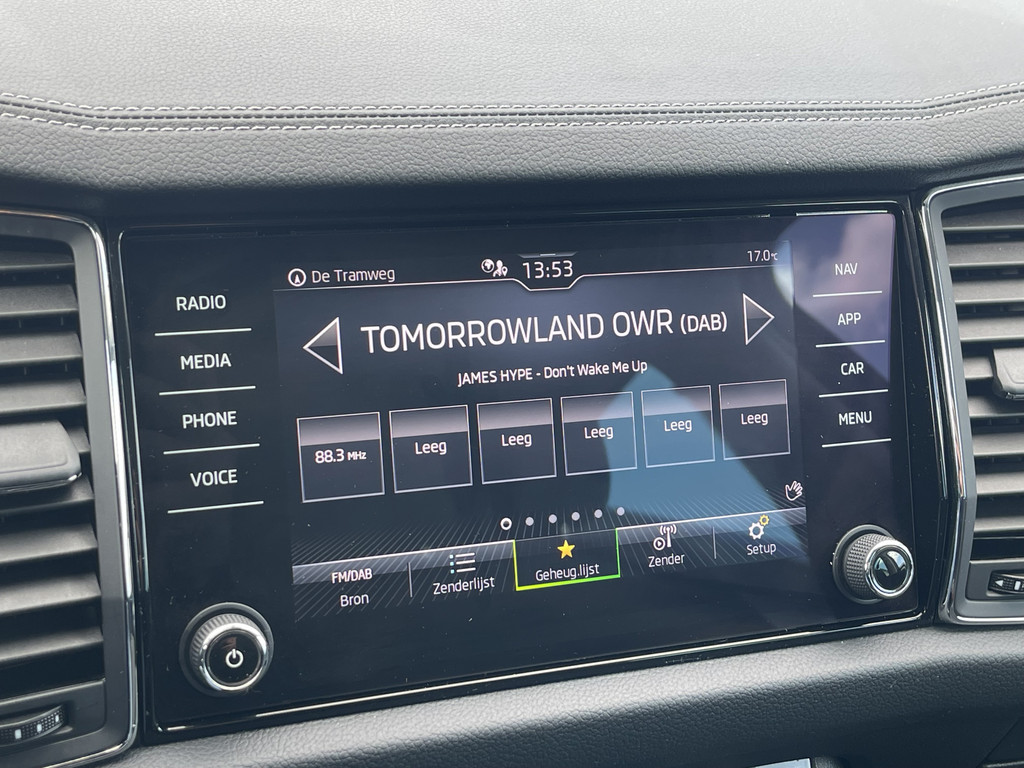 De Tramweg
13:53
17.0°C
RADIO
MEDIA
PHONE
VOICE
TOMORROWLAND OWR (DAB)
JAMES HYPE - Don't Wake Me Up
88.3 MHz
Leeg
Leeg
Leeg
Leeg
Leeg
FM/DAB
Bron
Zenderlijst
Geheug.lijst
Zender
Setup
NAV
APP
CAR
MENU